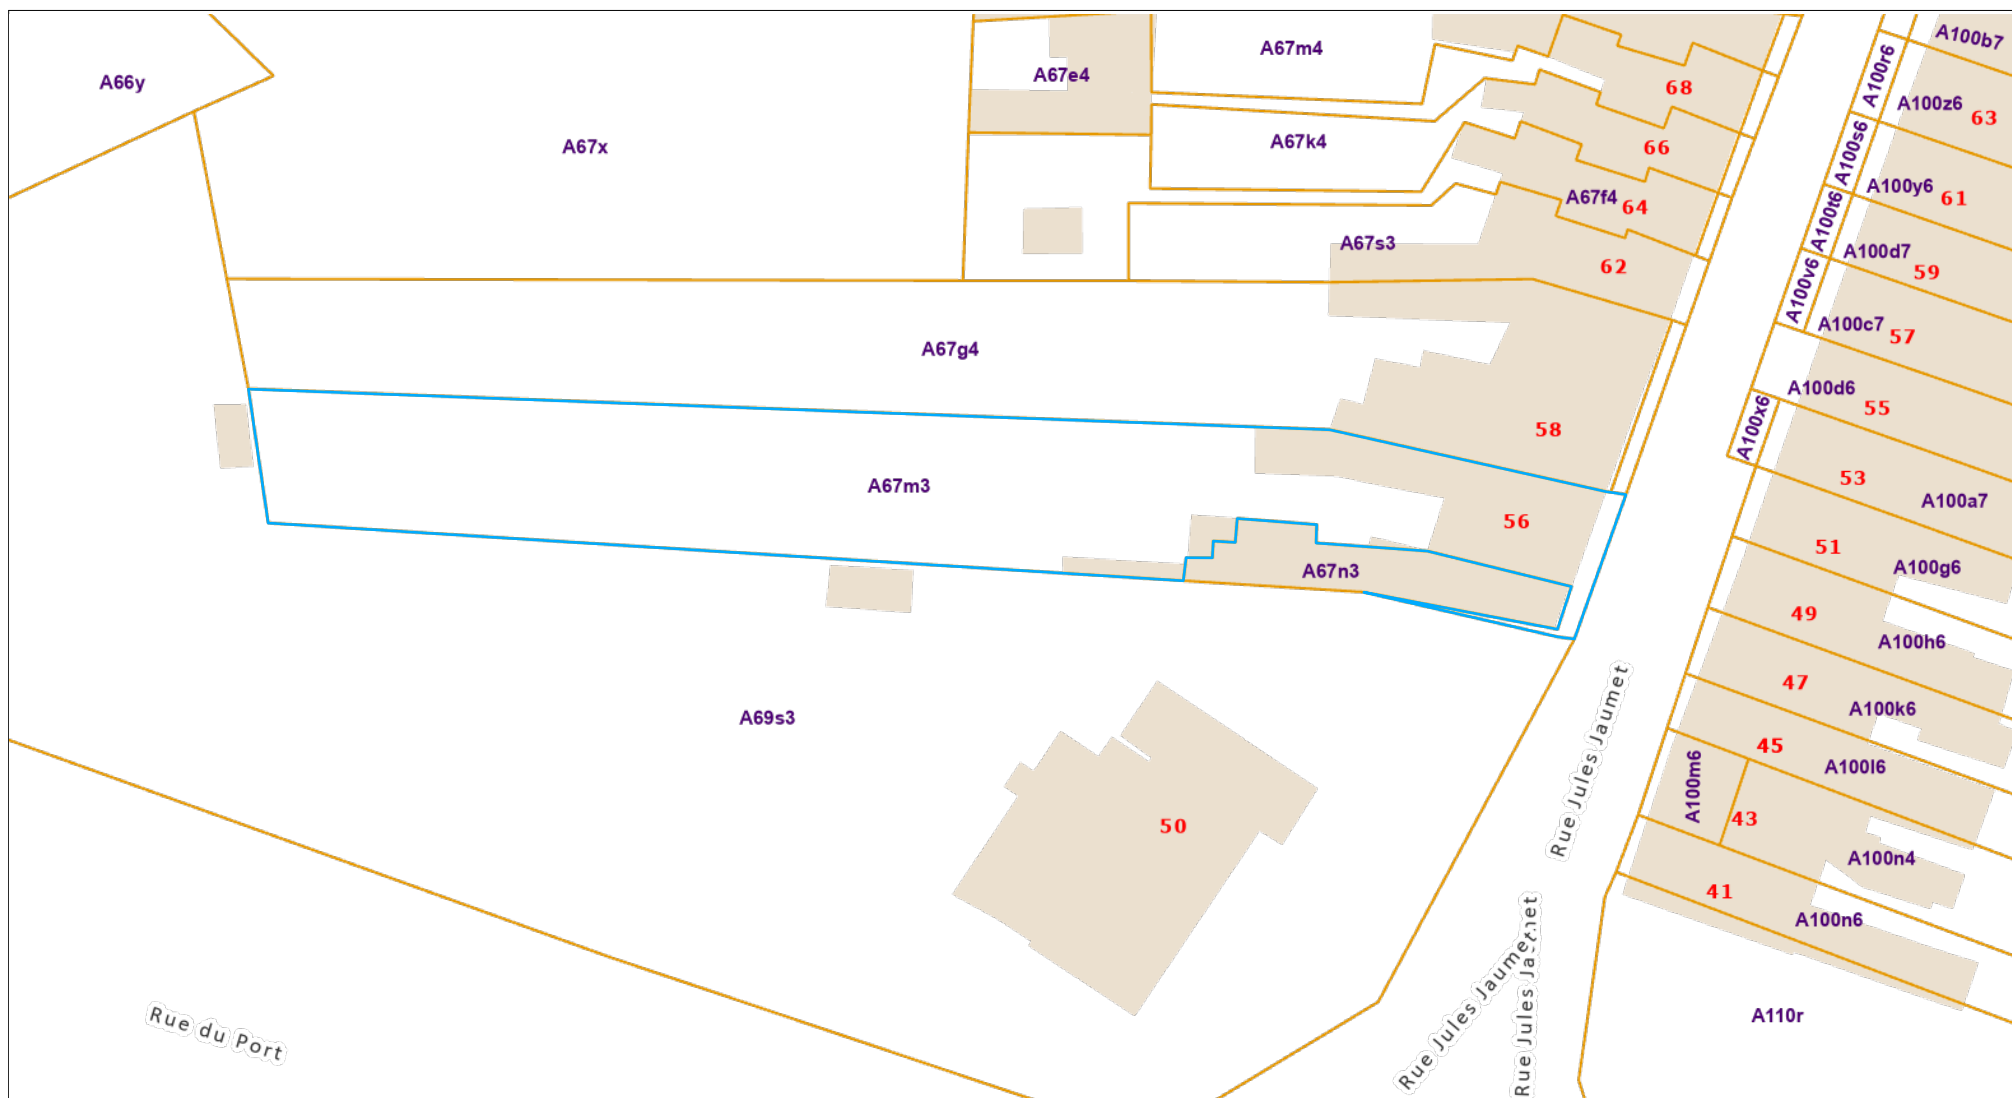 A66y
A67x
A67e4
A67m4
A67k4
A67f4
A67s3
A67g4
A67m3
A67n3
A69s3
68
66
64
62
58
56
50
A100b7
A100r6
A100z6
63
A100s6
A100y6
61
A100t6
A100d7
59
A100v6
A100c7
57
A100d6
55
A100x6
53
A100a7
51
A100g6
49
A100h6
47
A100k6
45
A100l6
A100m6
43
A100n4
41
A100n6
A110r
Rue Jules Jaumet
Rue Jules Jaumet
Rue Jules Jaumet
Rue du Port